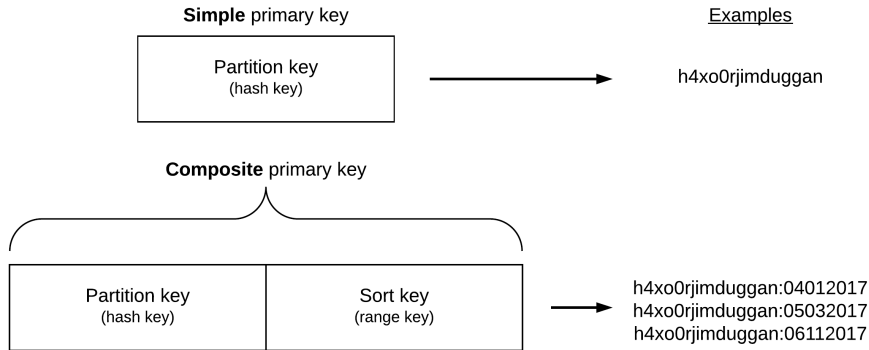 Simple primary key
Examples
Partition key
(hash key)
h4xo0rjimduggan
Composite primary key
Partition key
(hash key)
Sort key
(range key)
h4xo0rjimduggan:04012017
h4xo0rjimduggan:05032017
h4xo0rjimduggan:06112017